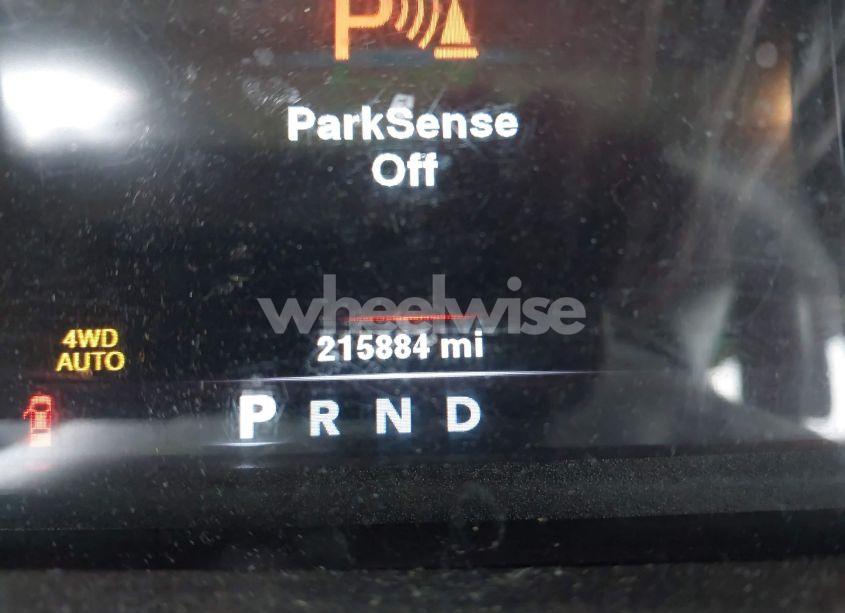 P
ParkSense
Off
wheelwise
215884 mi
4WD
AUTO
P R N D